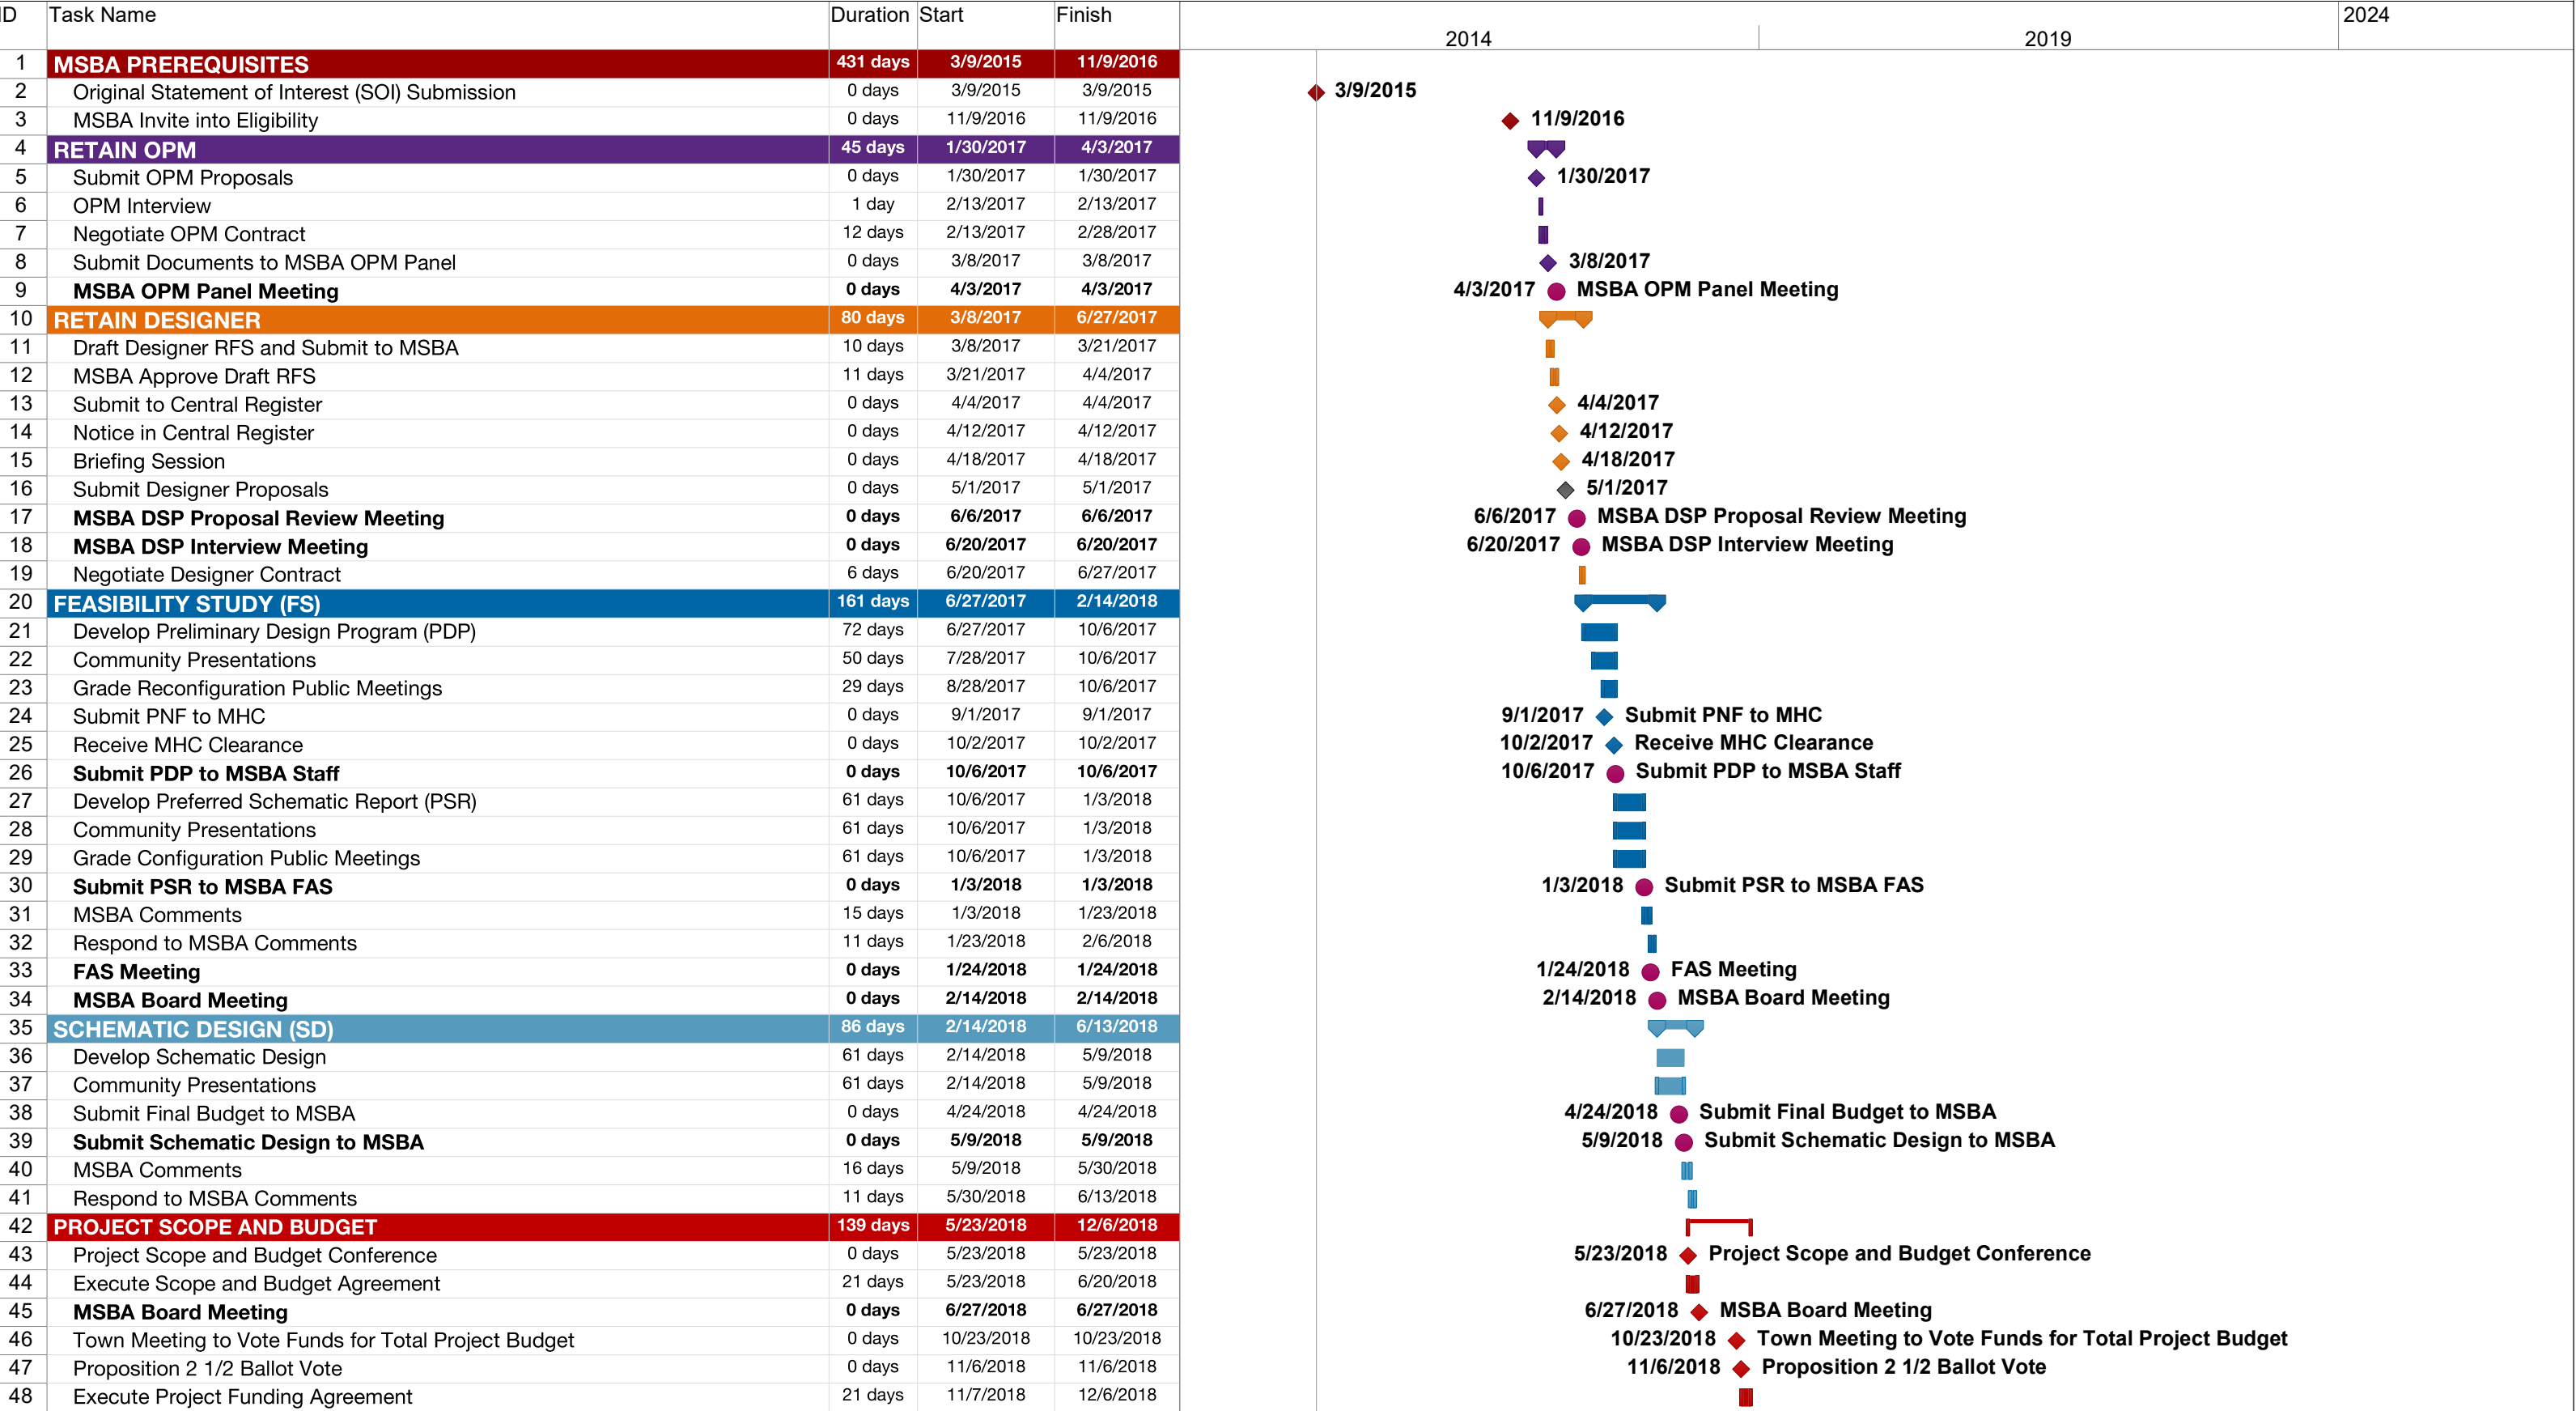 ID Task Name Duration Start Finish 2024
2014 2019
1 MSBA PREREQUISITES 431 days 3/9/2015 11/9/2016
2 Original Statement of Interest (SOI) Submission 0 days 3/9/2015 3/9/2015 3/9/2015
3 MSBA Invite into Eligibility 0 days 11/9/2016 11/9/2016 11/9/2016
4 RETAIN OPM 45 days 1/30/2017 4/3/2017
5 Submit OPM Proposals 0 days 1/30/2017 1/30/2017 1/30/2017
6 OPM Interview 1 day 2/13/2017 2/13/2017
7 Negotiate OPM Contract 12 days 2/13/2017 2/28/2017
8 Submit Documents to MSBA OPM Panel 0 days 3/8/2017 3/8/2017 3/8/2017
9 MSBA OPM Panel Meeting 0 days 4/3/2017 4/3/2017 4/3/2017 MSBA OPM Panel Meeting
10 RETAIN DESIGNER 80 days 3/8/2017 6/27/2017
11 Draft Designer RFS and Submit to MSBA 10 days 3/8/2017 3/21/2017
12 MSBA Approve Draft RFS 11 days 3/21/2017 4/4/2017
13 Submit to Central Register 0 days 4/4/2017 4/4/2017 4/4/2017
14 Notice in Central Register 0 days 4/12/2017 4/12/2017 4/12/2017
15 Briefing Session 0 days 4/18/2017 4/18/2017 4/18/2017
16 Submit Designer Proposals 0 days 5/1/2017 5/1/2017 5/1/2017
17 MSBA DSP Proposal Review Meeting 0 days 6/6/2017 6/6/2017 6/6/2017 MSBA DSP Proposal Review Meeting
18 MSBA DSP Interview Meeting 0 days 6/20/2017 6/20/2017 6/20/2017 MSBA DSP Interview Meeting
19 Negotiate Designer Contract 6 days 6/20/2017 6/27/2017
20 FEASIBILITY STUDY (FS) 161 days 6/27/2017 2/14/2018
21 Develop Preliminary Design Program (PDP) 72 days 6/27/2017 10/6/2017
22 Community Presentations 50 days 7/28/2017 10/6/2017
23 Grade Reconfiguration Public Meetings 29 days 8/28/2017 10/6/2017
24 Submit PNF to MHC 0 days 9/1/2017 9/1/2017 9/1/2017 Submit PNF to MHC
25 Receive MHC Clearance 0 days 10/2/2017 10/2/2017 10/2/2017 Receive MHC Clearance
26 Submit PDP to MSBA Staff 0 days 10/6/2017 10/6/2017 10/6/2017 Submit PDP to MSBA Staff
27 Develop Preferred Schematic Report (PSR) 61 days 10/6/2017 1/3/2018
28 Community Presentations 61 days 10/6/2017 1/3/2018
29 Grade Configuration Public Meetings 61 days 10/6/2017 1/3/2018
30 Submit PSR to MSBA FAS 0 days 1/3/2018 1/3/2018 1/3/2018 Submit PSR to MSBA FAS
31 MSBA Comments 15 days 1/3/2018 1/23/2018
32 Respond to MSBA Comments 11 days 1/23/2018 2/6/2018
33 FAS Meeting 0 days 1/24/2018 1/24/2018 1/24/2018 FAS Meeting
34 MSBA Board Meeting 0 days 2/14/2018 2/14/2018 2/14/2018 MSBA Board Meeting
35 SCHEMATIC DESIGN (SD) 86 days 2/14/2018 6/13/2018
36 Develop Schematic Design 61 days 2/14/2018 5/9/2018
37 Community Presentations 61 days 2/14/2018 5/9/2018
38 Submit Final Budget to MSBA 0 days 4/24/2018 4/24/2018 4/24/2018 Submit Final Budget to MSBA
39 Submit Schematic Design to MSBA 0 days 5/9/2018 5/9/2018 5/9/2018 Submit Schematic Design to MSBA
40 MSBA Comments 16 days 5/9/2018 5/30/2018
41 Respond to MSBA Comments 11 days 5/30/2018 6/13/2018
42 PROJECT SCOPE AND BUDGET 139 days 5/23/2018 12/6/2018
43 Project Scope and Budget Conference 0 days 5/23/2018 5/23/2018 5/23/2018 Project Scope and Budget Conference
44 Execute Scope and Budget Agreement 21 days 5/23/2018 6/20/2018
45 MSBA Board Meeting 0 days 6/27/2018 6/27/2018 6/27/2018 MSBA Board Meeting
46 Town Meeting to Vote Funds for Total Project Budget 0 days 10/23/2018 10/23/2018 10/23/2018 Town Meeting to Vote Funds for Total Project Budget
47 Proposition 2 1/2 Ballot Vote 0 days 11/6/2018 11/6/2018 11/6/2018 Proposition 2 1/2 Ballot Vote
48 Execute Project Funding Agreement 21 days 11/7/2018 12/6/2018